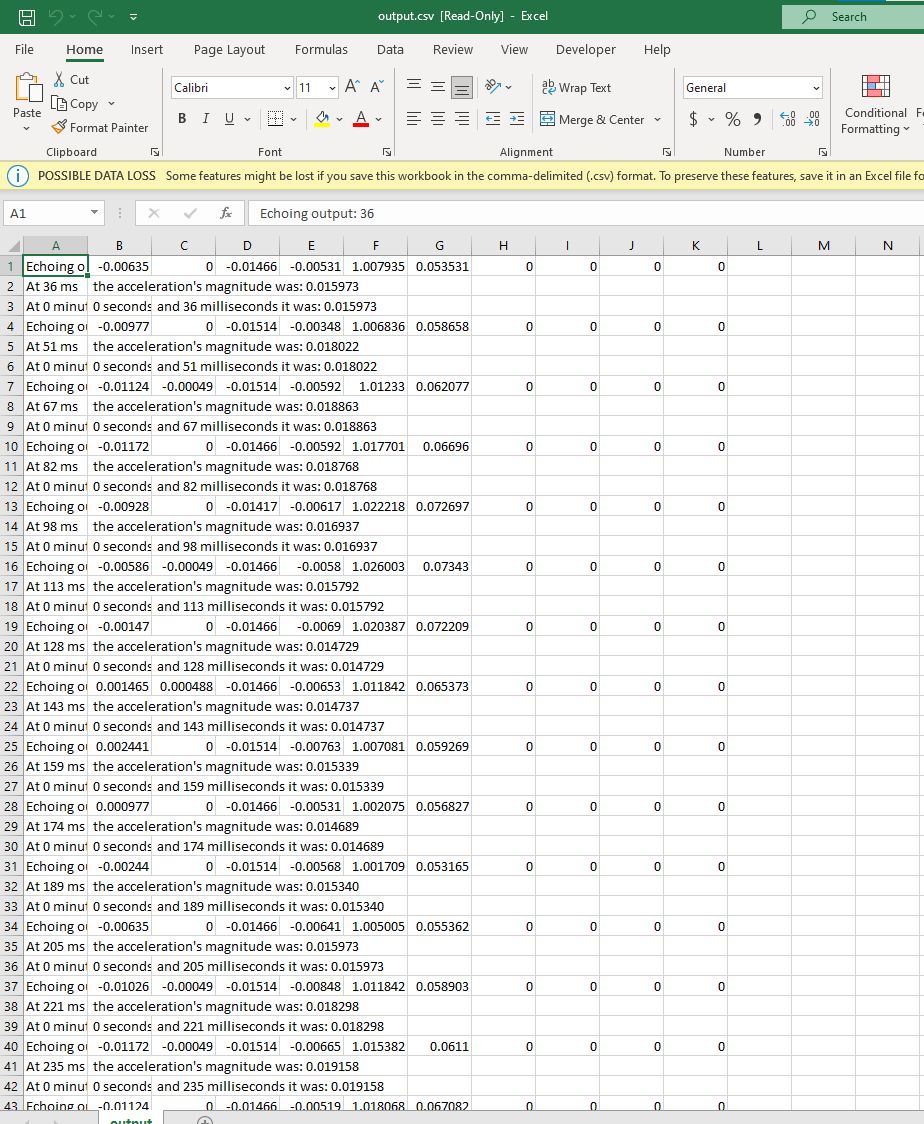 output.csv [Read-Only] - Excel
Search
File Home Insert Page Layout Formulas Data Review View Developer Help
Paste
Cut
Copy
Format Painter
Clipboard
Calibri 11
B I U
Font
Wrap Text
Merge & Center
Alignment
General
$ % 9
Number
Conditional
Formatting
POSSIBLE DATA LOSS Some features might be lost if you save this workbook in the comma-delimited (.csv) format. To preserve these features, save it in an Excel file fo
A1 fx Echoing output: 36
A B C D E F G H I J K L M N
1 Echoing o -0.00635 0 -0.01466 -0.00531 1.007935 0.053531 0 0 0 0
2 At 36 ms the acceleration's magnitude was: 0.015973
3 At 0 minut 0 seconds and 36 milliseconds it was: 0.015973
4 Echoing ou -0.00977 0 -0.01514 -0.00348 1.006836 0.058658 0 0 0 0
5 At 51 ms the acceleration's magnitude was: 0.018022
6 At 0 minut 0 seconds and 51 milliseconds it was: 0.018022
7 Echoing ou -0.01124 -0.00049 -0.01514 -0.00592 1.01233 0.062077 0 0 0 0
8 At 67 ms the acceleration's magnitude was: 0.018863
9 At 0 minut 0 seconds and 67 milliseconds it was: 0.018863
10 Echoing ou -0.01172 0 -0.01466 -0.00592 1.017701 0.06696 0 0 0 0
11 At 82 ms the acceleration's magnitude was: 0.018768
12 At 0 minut 0 seconds and 82 milliseconds it was: 0.018768
13 Echoing ou -0.00928 0 -0.01417 -0.00617 1.022218 0.072697 0 0 0 0
14 At 98 ms the acceleration's magnitude was: 0.016937
15 At 0 minut 0 seconds and 98 milliseconds it was: 0.016937
16 Echoing ou -0.00586 -0.00049 -0.01466 -0.0058 1.026003 0.07343 0 0 0 0
17 At 113 ms the acceleration's magnitude was: 0.015792
18 At 0 minut 0 seconds and 113 milliseconds it was: 0.015792
19 Echoing ou -0.00147 0 -0.01466 -0.0069 1.020387 0.072209 0 0 0 0
20 At 128 ms the acceleration's magnitude was: 0.014729
21 At 0 minut 0 seconds and 128 milliseconds it was: 0.014729
22 Echoing ou 0.001465 0.000488 -0.01466 -0.00653 1.011842 0.065373 0 0 0 0
23 At 143 ms the acceleration's magnitude was: 0.014737
24 At 0 minut 0 seconds and 143 milliseconds it was: 0.014737
25 Echoing ou 0.002441 0 -0.01514 -0.00763 1.007081 0.059269 0 0 0 0
26 At 159 ms the acceleration's magnitude was: 0.015339
27 At 0 minut 0 seconds and 159 milliseconds it was: 0.015339
28 Echoing ou 0.000977 0 -0.01466 -0.00531 1.002075 0.056827 0 0 0 0
29 At 174 ms the acceleration's magnitude was: 0.014689
30 At 0 minut 0 seconds and 174 milliseconds it was: 0.014689
31 Echoing ou -0.00244 0 -0.01514 -0.00568 1.001709 0.053165 0 0 0 0
32 At 189 ms the acceleration's magnitude was: 0.015340
33 At 0 minut 0 seconds and 189 milliseconds it was: 0.015340
34 Echoing ou -0.00635 0 -0.01466 -0.00641 1.005005 0.055362 0 0 0 0
35 At 205 ms the acceleration's magnitude was: 0.015973
36 At 0 minut 0 seconds and 205 milliseconds it was: 0.015973
37 Echoing ou -0.01026 -0.00049 -0.01514 -0.00848 1.011842 0.058903 0 0 0 0
38 At 221 ms the acceleration's magnitude was: 0.018298
39 At 0 minut 0 seconds and 221 milliseconds it was: 0.018298
40 Echoing ou -0.01172 -0.00049 -0.01514 -0.00665 1.015382 0.0611 0 0 0 0
41 At 235 ms the acceleration's magnitude was: 0.019158
42 At 0 minut 0 seconds and 235 milliseconds it was: 0.019158
43 Echoing ou -0.01124 0 -0.01466 -0.00519 1.018068 0.067082 0 0 0 0
output